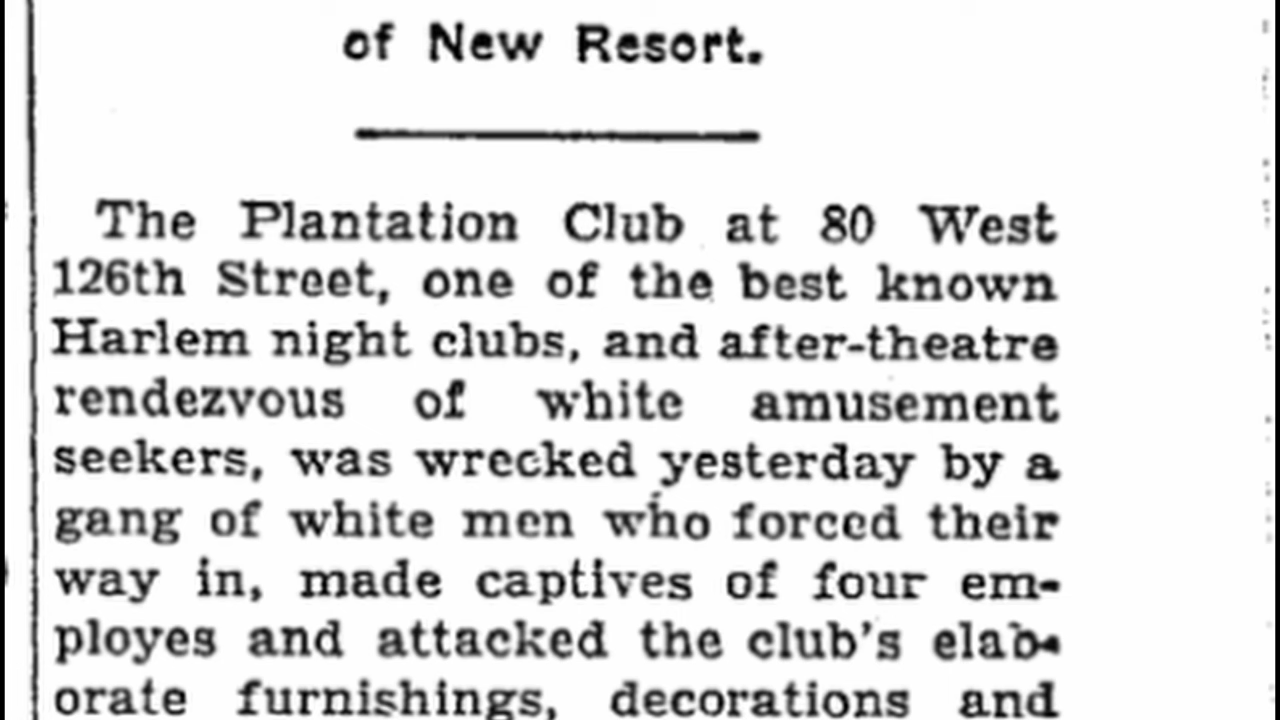 of New Resort.
The Plantation Club at 80 West
126th Street, one of the best known
Harlem night clubs, and after-theatre
rendezvous of white amusement
seekers, was wrecked yesterday by a
gang of white men who forced their
way in, made captives of four em-
ployes and attacked the club's elab-
orate furnishings, decorations and